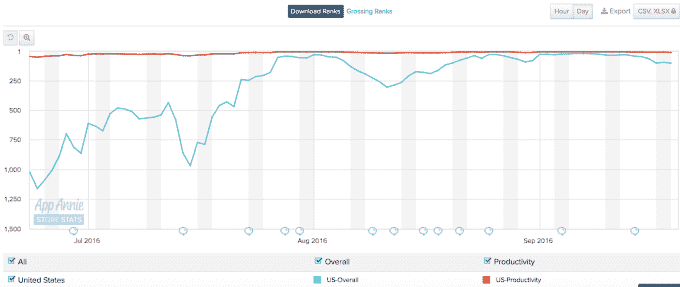 Download Ranks Grossing Ranks
Hour Day Export CSV, XLSX
1
250
500
750
1,000
1,250
1,500
App Annie
STORE STATS
Jul 2016 Aug 2016 Sep 2016
All Overall Productivity
United States US-Overall US-Productivity